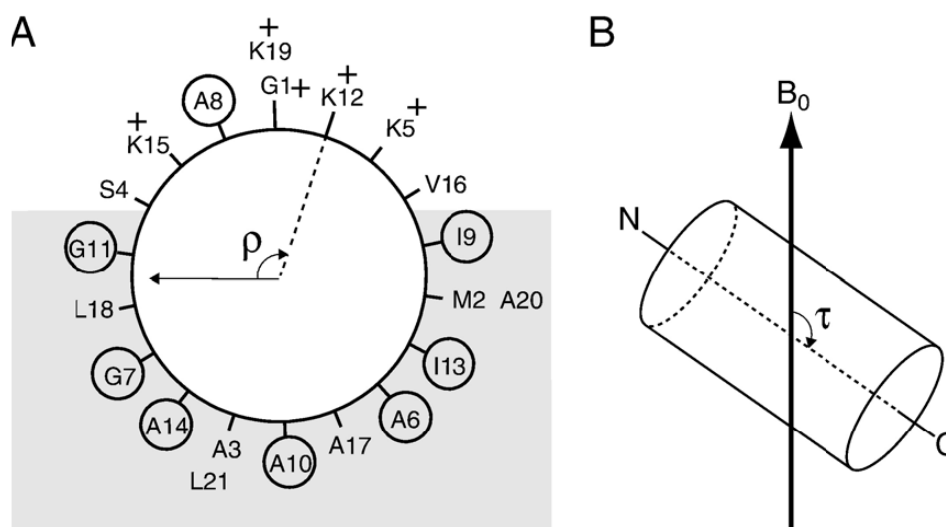 A
B
+
K19
G1+
+
K12
A8
+
K5
+
K15
B₀
S4
V16
N
G11
I9
ρ
L18
M2 A20
τ
G7
I13
A14
A6
A3
A17
L21
A10